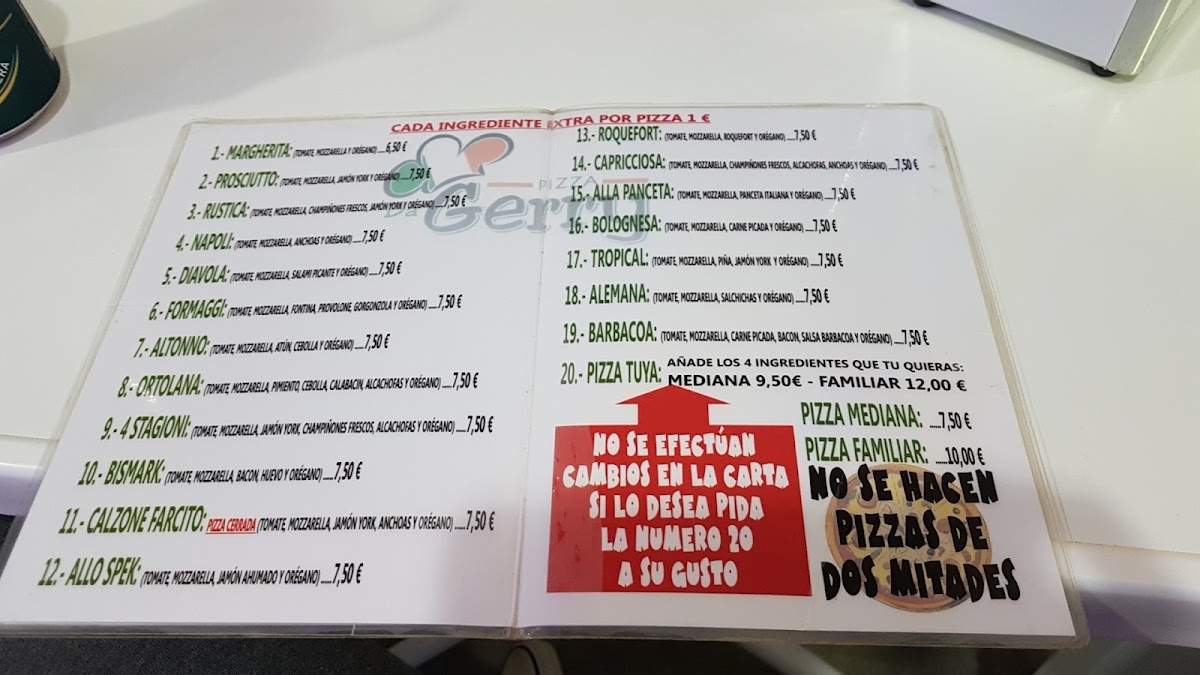 CADA INGREDIENTE EXTRA POR PIZZA 1 €
PIZZA
Da Gerry
1.- MARGHERITA: (TOMATE, MOZZARELLA Y ORÉGANO) ....6,50 €
2.- PROSCIUTTO: (TOMATE, MOZZARELLA, JAMÓN YORK Y ORÉGANO) ....7,50 €
3.- RUSTICA: (TOMATE, MOZZARELLA, CHAMPIÑONES FRESCOS, JAMÓN YORK Y ORÉGANO) ....7,50 €
4.- NAPOLI: (TOMATE, MOZZARELLA, ANCHOAS Y ORÉGANO) ....7,50 €
5.- DIAVOLA: (TOMATE, MOZZARELLA, SALAMI PICANTE Y ORÉGANO) ....7,50 €
6.- FORMAGGI: (TOMATE, MOZZARELLA, FONTINA, PROVOLONE, GORGONZOLA Y ORÉGANO) ....7,50 €
7.- ALTONNO: (TOMATE, MOZZARELLA, ATÚN, CEBOLLA Y ORÉGANO) ....7,50 €
8.- ORTOLANA: (TOMATE, MOZZARELLA, PIMIENTO, CEBOLLA, CALABACIN, ALCACHOFAS Y ORÉGANO) ....7,50 €
9.- 4 STAGIONI: (TOMATE, MOZZARELLA, JAMÓN YORK, CHAMPIÑONES FRESCOS, ALCACHOFAS Y ORÉGANO) ....7,50 €
10.- BISMARK: (TOMATE, MOZZARELLA, BACON, HUEVO Y ORÉGANO) ....7,50 €
11.- CALZONE FARCITO: PIZZA CERRADA (TOMATE, MOZZARELLA, JAMÓN YORK, ANCHOAS Y ORÉGANO) ....7,50 €
12.- ALLO SPEK: (TOMATE, MOZZARELLA, JAMÓN AHUMADO Y ORÉGANO) ....7,50 €
13.- ROQUEFORT: (TOMATE, MOZZARELLA, ROQUEFORT Y ORÉGANO) ....7,50 €
14.- CAPRICCIOSA: (TOMATE, MOZZARELLA, CHAMPIÑONES FRESCOS, ALCACHOFAS, ANCHOAS Y ORÉGANO) ....7,50 €
15.- ALLA PANCETA: (TOMATE, MOZZARELLA, PANCETA ITALIANA Y ORÉGANO) ....7,50 €
16.- BOLOGNESA: (TOMATE, MOZZARELLA, CARNE PICADA Y ORÉGANO) ....7,50 €
17.- TROPICAL: (TOMATE, MOZZARELLA, PIÑA, JAMÓN YORK Y ORÉGANO) ....7,50 €
18.- ALEMANA: (TOMATE, MOZZARELLA, SALCHICHAS Y ORÉGANO) ....7,50 €
19.- BARBACOA: (TOMATE, MOZZARELLA, CARNE PICADA, BACON, SALSA BARBACOA Y ORÉGANO) ....7,50 €
20.- PIZZA TUYA: AÑADE LOS 4 INGREDIENTES QUE TU QUIERAS:
MEDIANA 9,50€ - FAMILIAR 12,00 €
NO SE EFECTÚAN
CAMBIOS EN LA CARTA
SI LO DESEA PIDA
LA NUMERO 20
A SU GUSTO
PIZZA MEDIANA: ....7,50 €
PIZZA FAMILIAR: .....10,00 €
NO SE HACEN
PIZZAS DE
DOS MITADES